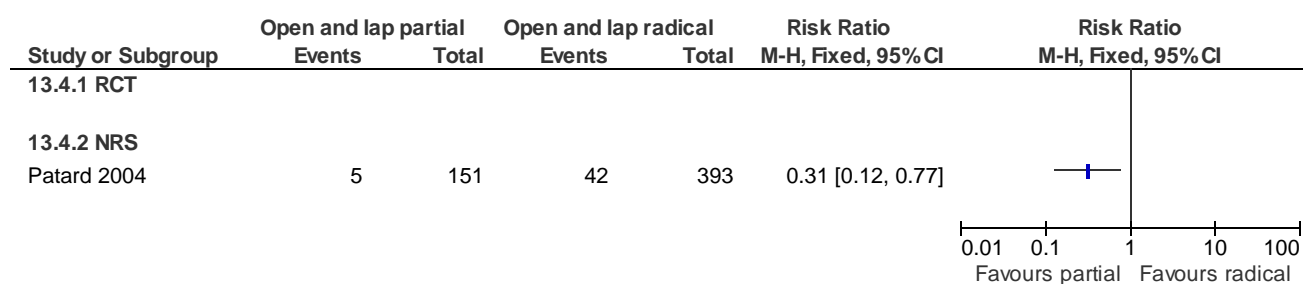 Open and lap partial Open and lap radical Risk Ratio Risk Ratio
Study or Subgroup Events Total Events Total M-H, Fixed, 95% CI M-H, Fixed, 95% CI
13.4.1 RCT
13.4.2 NRS
Patard 2004 5 151 42 393 0.31 [0.12, 0.77]
0.01 0.1 1 10 100
Favours partial Favours radical